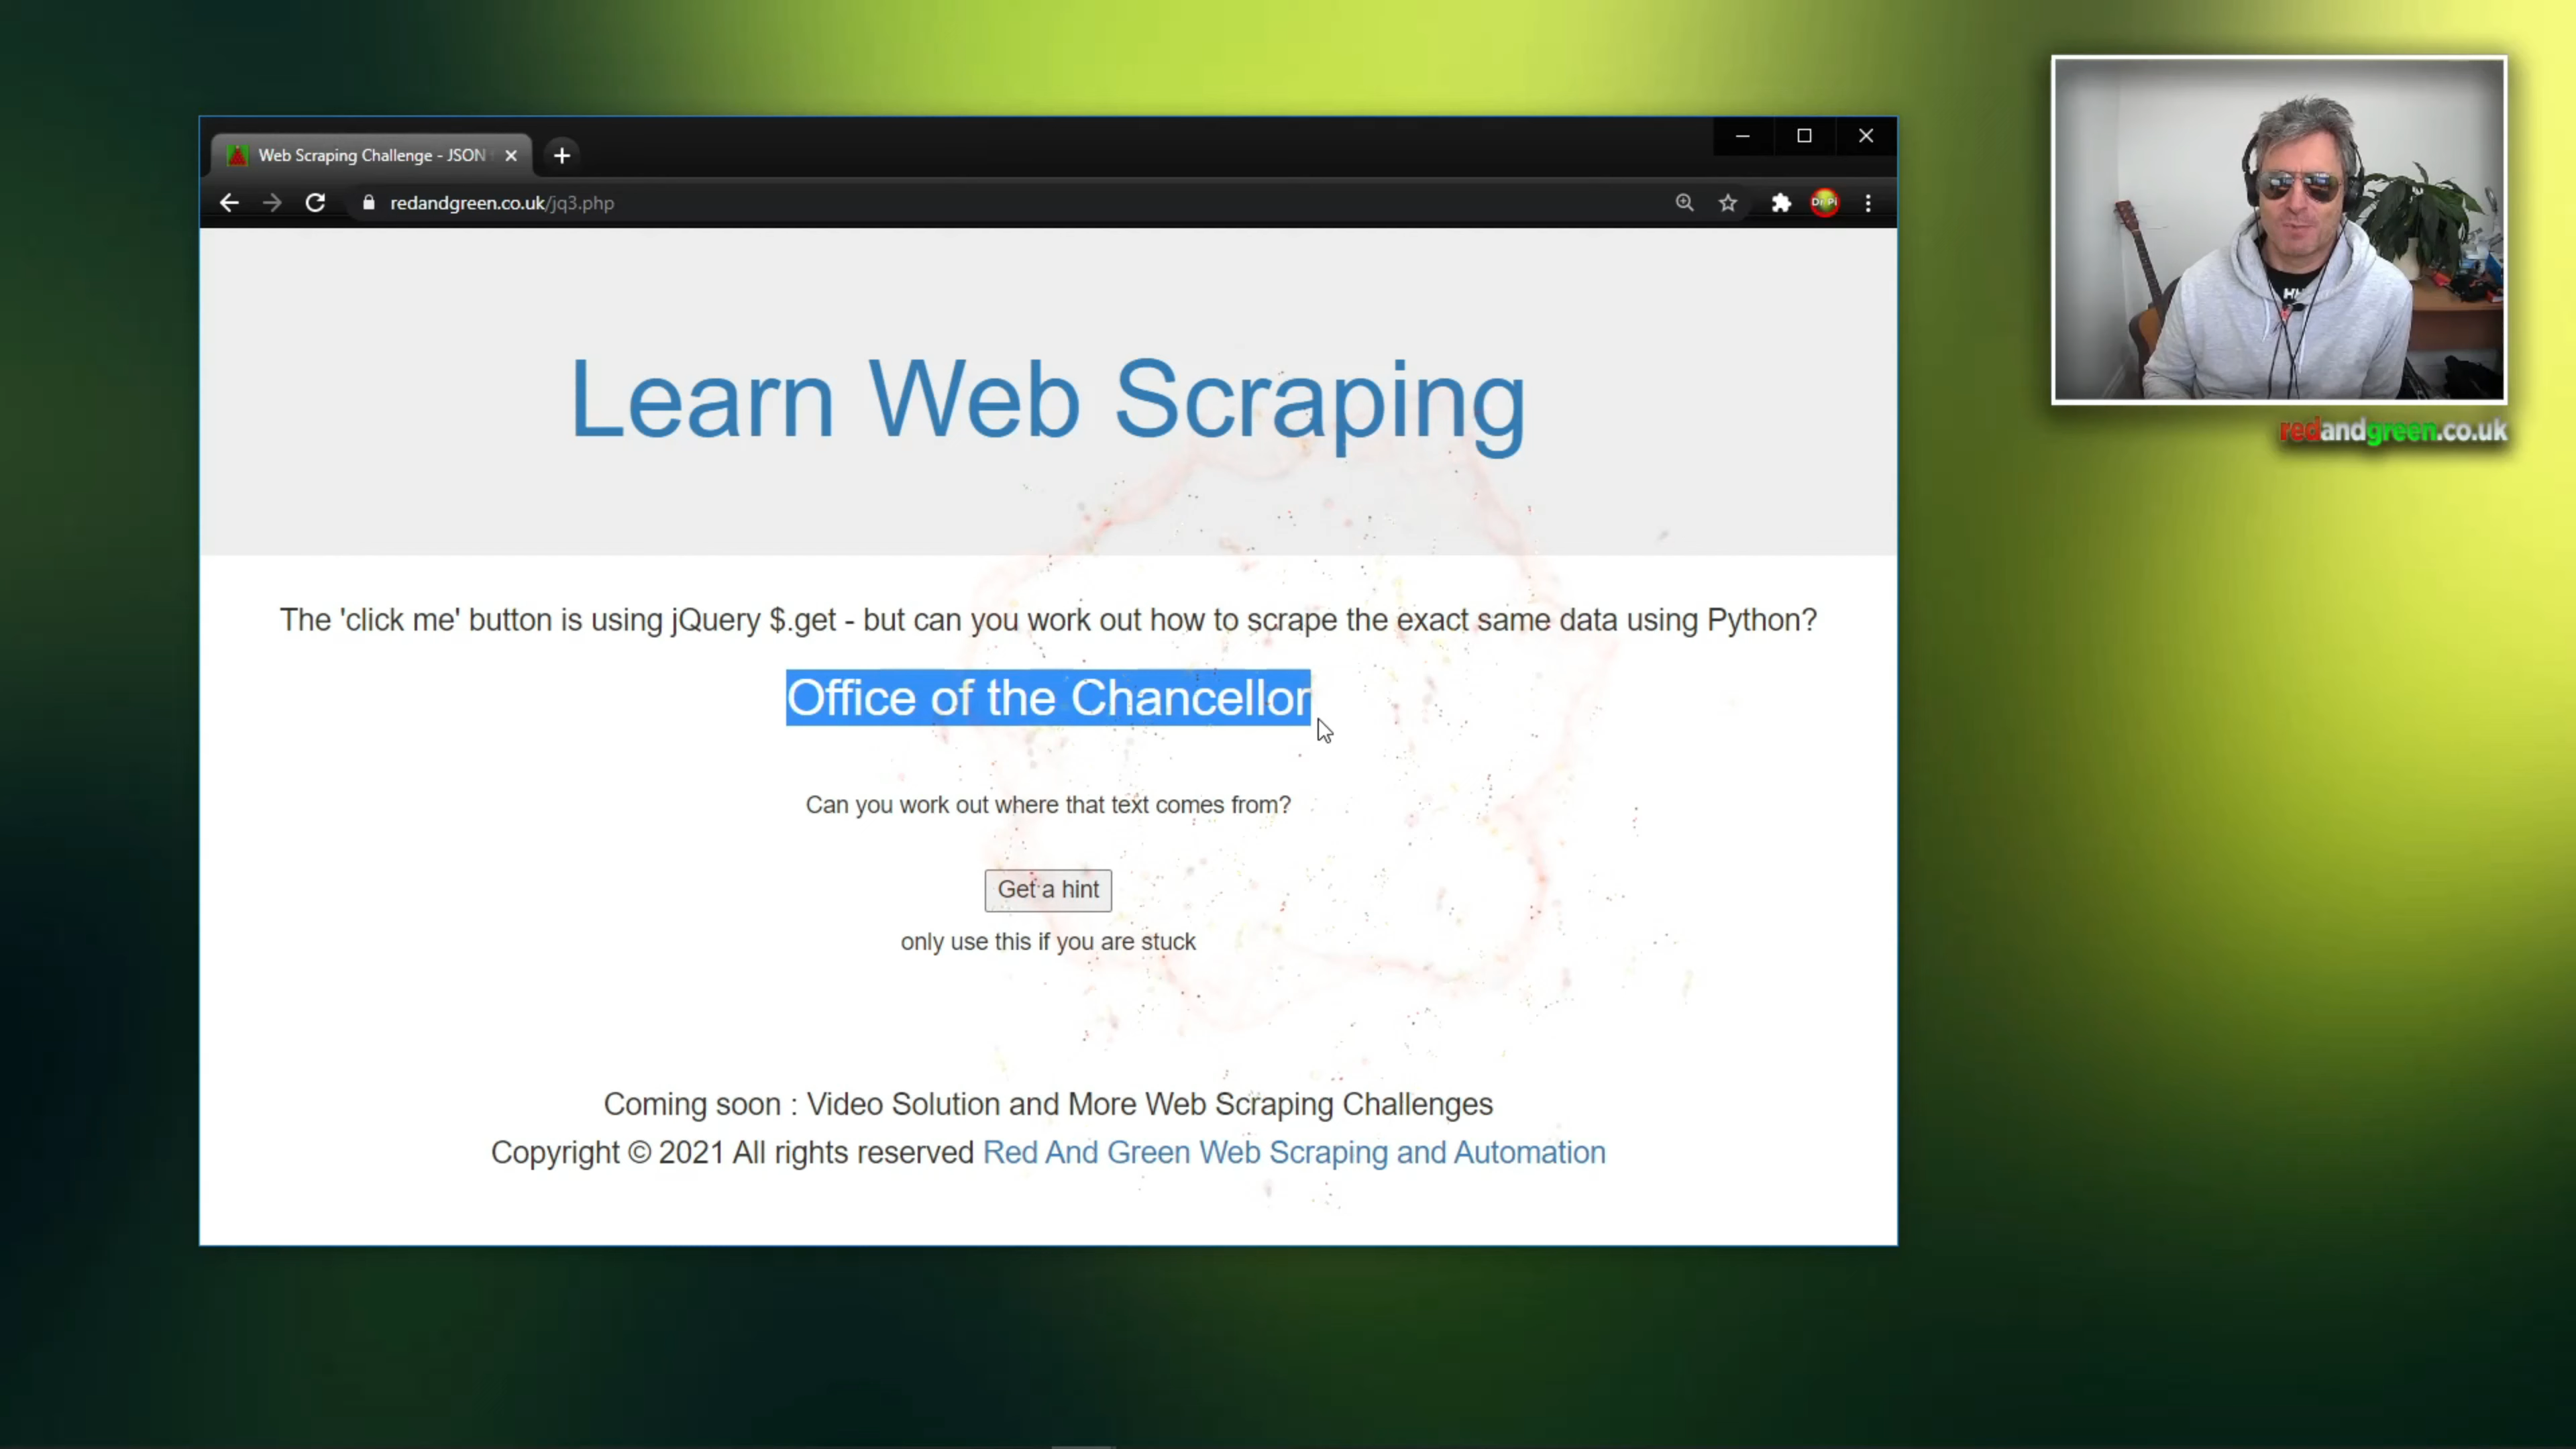 Web Scraping Challenge - JSON
redandgreen.co.uk/jq3.php
Dr Pi
Learn Web Scraping
The 'click me' button is using jQuery $.get - but can you work out how to scrape the exact same data using Python?
Office of the Chancellor
Can you work out where that text comes from?
Get a hint
only use this if you are stuck
Coming soon : Video Solution and More Web Scraping Challenges
Copyright © 2021 All rights reserved Red And Green Web Scraping and Automation
HH
redandgreen.co.uk